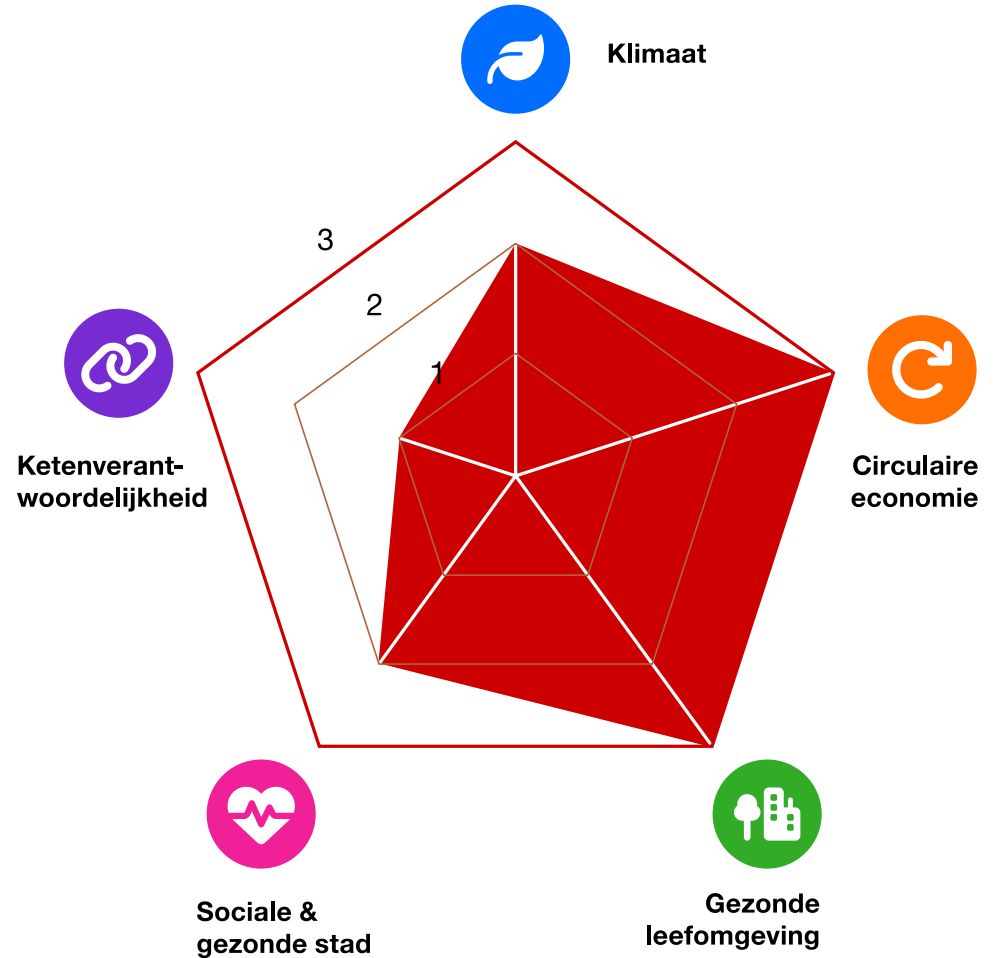 Klimaat
3
2
1
Ketenverant-
woordelijkheid
Circulaire
economie
Sociale &
gezonde stad
Gezonde
leefomgeving